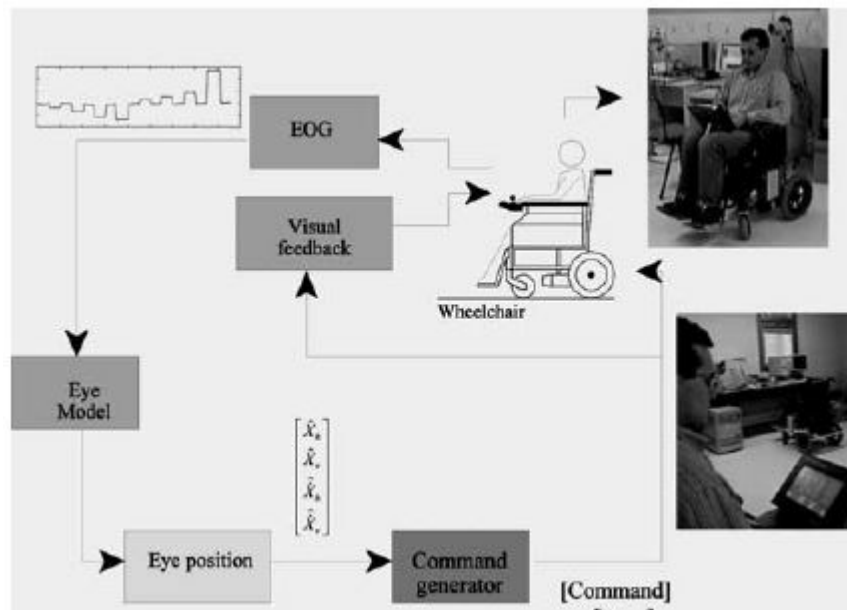 EOG
Visual
feedback
Wheelchair
Eye
Model
Eye position
Command
generator
[Command]